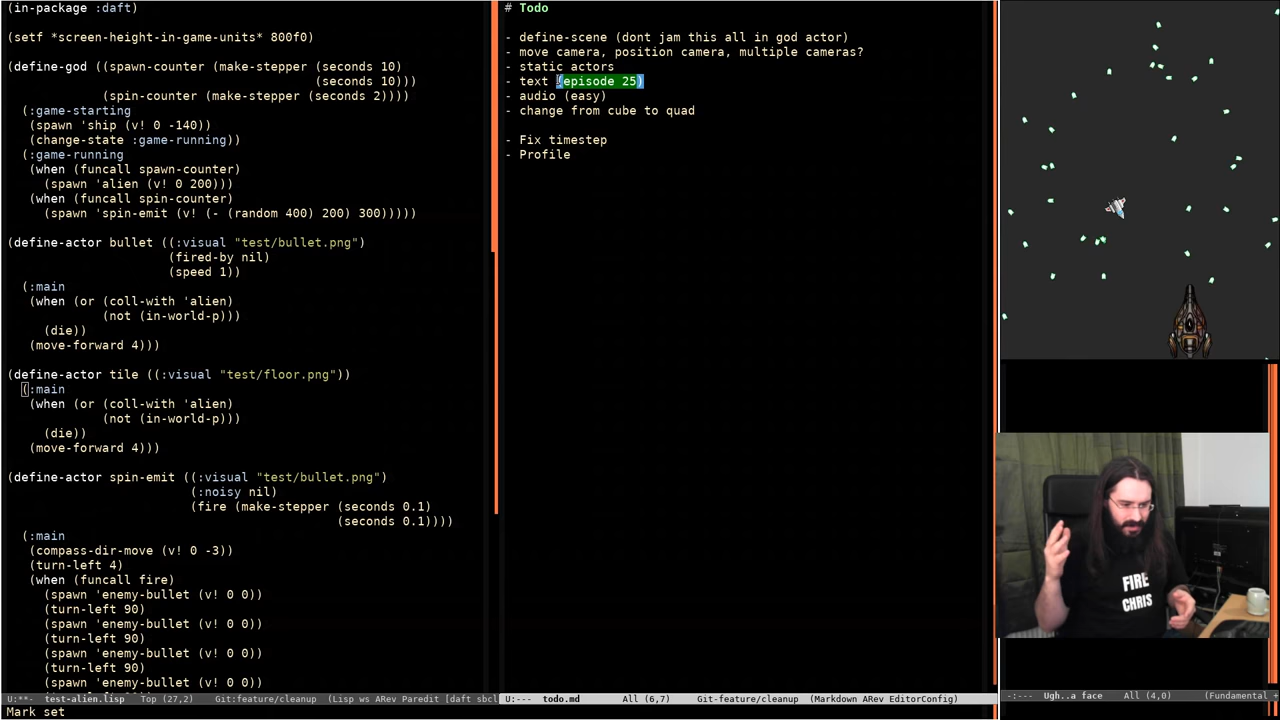 (in-package :daft)
(setf *screen-height-in-game-units* 800f0)
(define-god ((spawn-counter (make-stepper (seconds 10)
(seconds 10)))
(spin-counter (make-stepper (seconds 2))))
(:game-starting
(spawn 'ship (v! 0 -140))
(change-state :game-running))
(:game-running
(when (funcall spawn-counter)
(spawn 'alien (v! 0 200)))
(when (funcall spin-counter)
(spawn 'spin-emit (v! (- (random 400) 200) 300)))))
(define-actor bullet ((:visual "test/bullet.png")
(fired-by nil)
(speed 1))
(:main
(when (or (coll-with 'alien)
(not (in-world-p)))
(die))
(move-forward 4)))
(define-actor tile ((:visual "test/floor.png"))
(:main
(when (or (coll-with 'alien)
(not (in-world-p)))
(die))
(move-forward 4)))
(define-actor spin-emit ((:visual "test/bullet.png")
(:noisy nil)
(fire (make-stepper (seconds 0.1)
(seconds 0.1))))
(:main
(compass-dir-move (v! 0 -3))
(turn-left 4)
(when (funcall fire)
(spawn 'enemy-bullet (v! 0 0))
(turn-left 90)
(spawn 'enemy-bullet (v! 0 0))
(turn-left 90)
(spawn 'enemy-bullet (v! 0 0))
(turn-left 90)
(spawn 'enemy-bullet (v! 0 0))
U:**- test-alien.lisp Top (27,2) Git:feature/cleanup (Lisp ws ARev Paredit [daft sbcl
Mark set
# Todo
- define-scene (dont jam this all in god actor)
- move camera, position camera, multiple cameras?
- static actors
- text (episode 25)
- audio (easy)
- change from cube to quad
- Fix timestep
- Profile
U:--- todo.md All (6,7) Git-feature/cleanup (Markdown ARev EditorConfig)
FIRE
CHRIS
-:--- Ugh..a face All (4,0) (Fundamental +